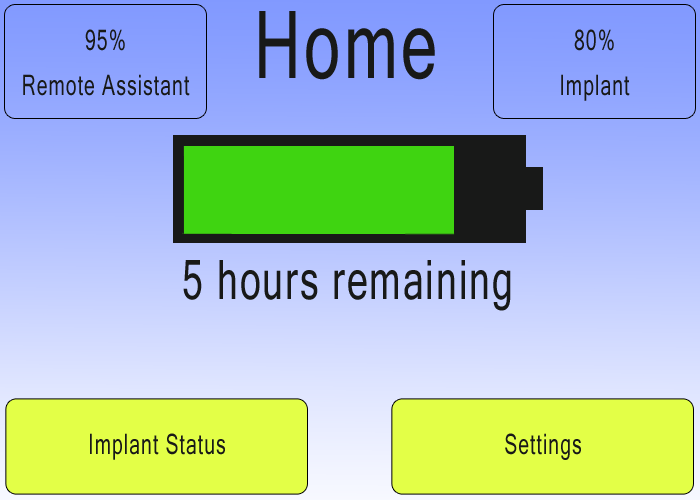 95%
Remote Assistant
Home
80%
Implant
5 hours remaining
Implant Status
Settings